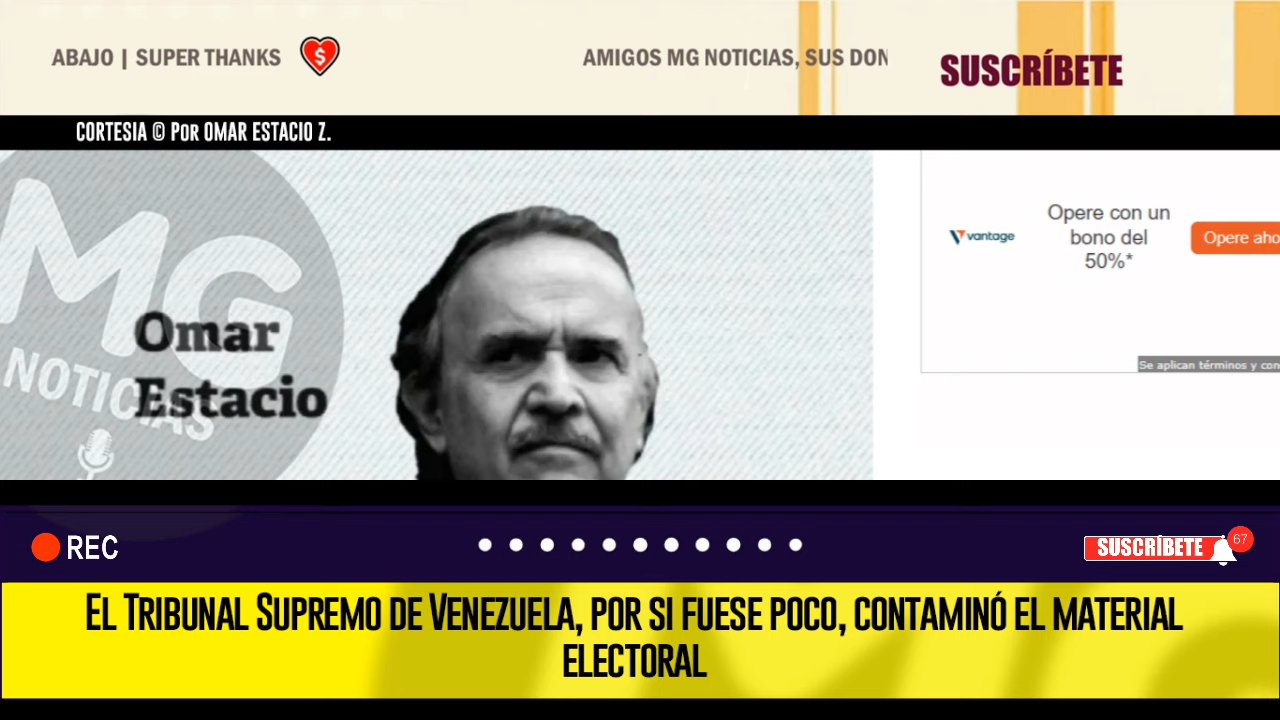 ABAJO | SUPER THANKS
AMIGOS MG NOTICIAS, SUS DON
SUSCRÍBETE
CORTESIA © POR OMAR ESTACIO Z.
MG
NOTICIAS
Omar
Estacio
vantage
Opere con un
bono del
50%*
Opere aho
Se aplican términos y con
REC
SUSCRÍBETE
67
EL TRIBUNAL SUPREMO DE VENEZUELA, POR SI FUESE POCO, CONTAMINÓ EL MATERIAL
ELECTORAL